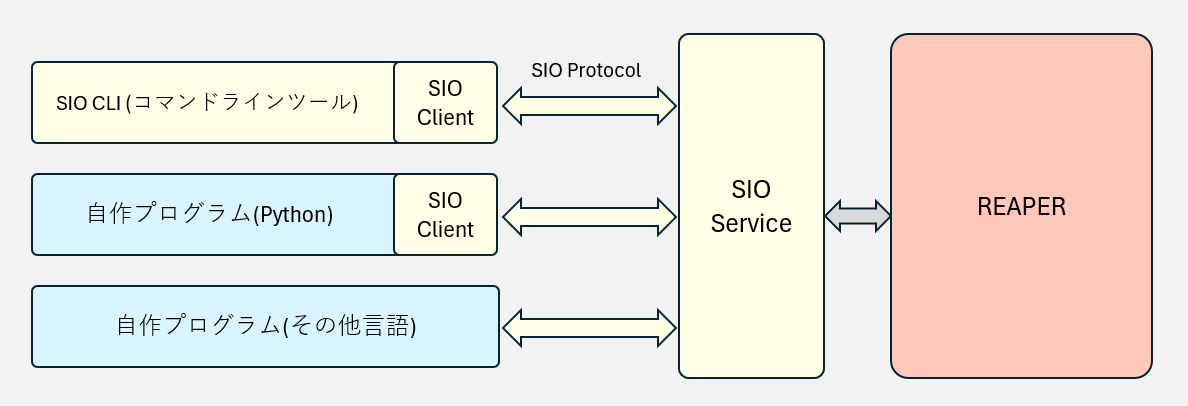 SIO Protocol
SIO CLI (コマンドラインツール)
SIO
Client
自作プログラム(Python)
SIO
Client
自作プログラム(その他言語)
SIO
Service
REAPER